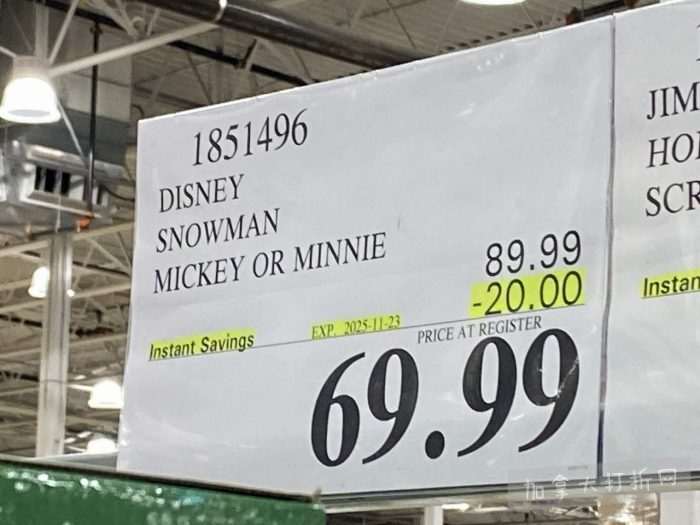 1851496
DISNEY
SNOWMAN
MICKEY OR MINNIE
89.99
-20.00
Instant Savings
EXP. 2025-11-23
PRICE AT REGISTER
69.99
JIM
HO
SCR
Instan
加拿大打折网